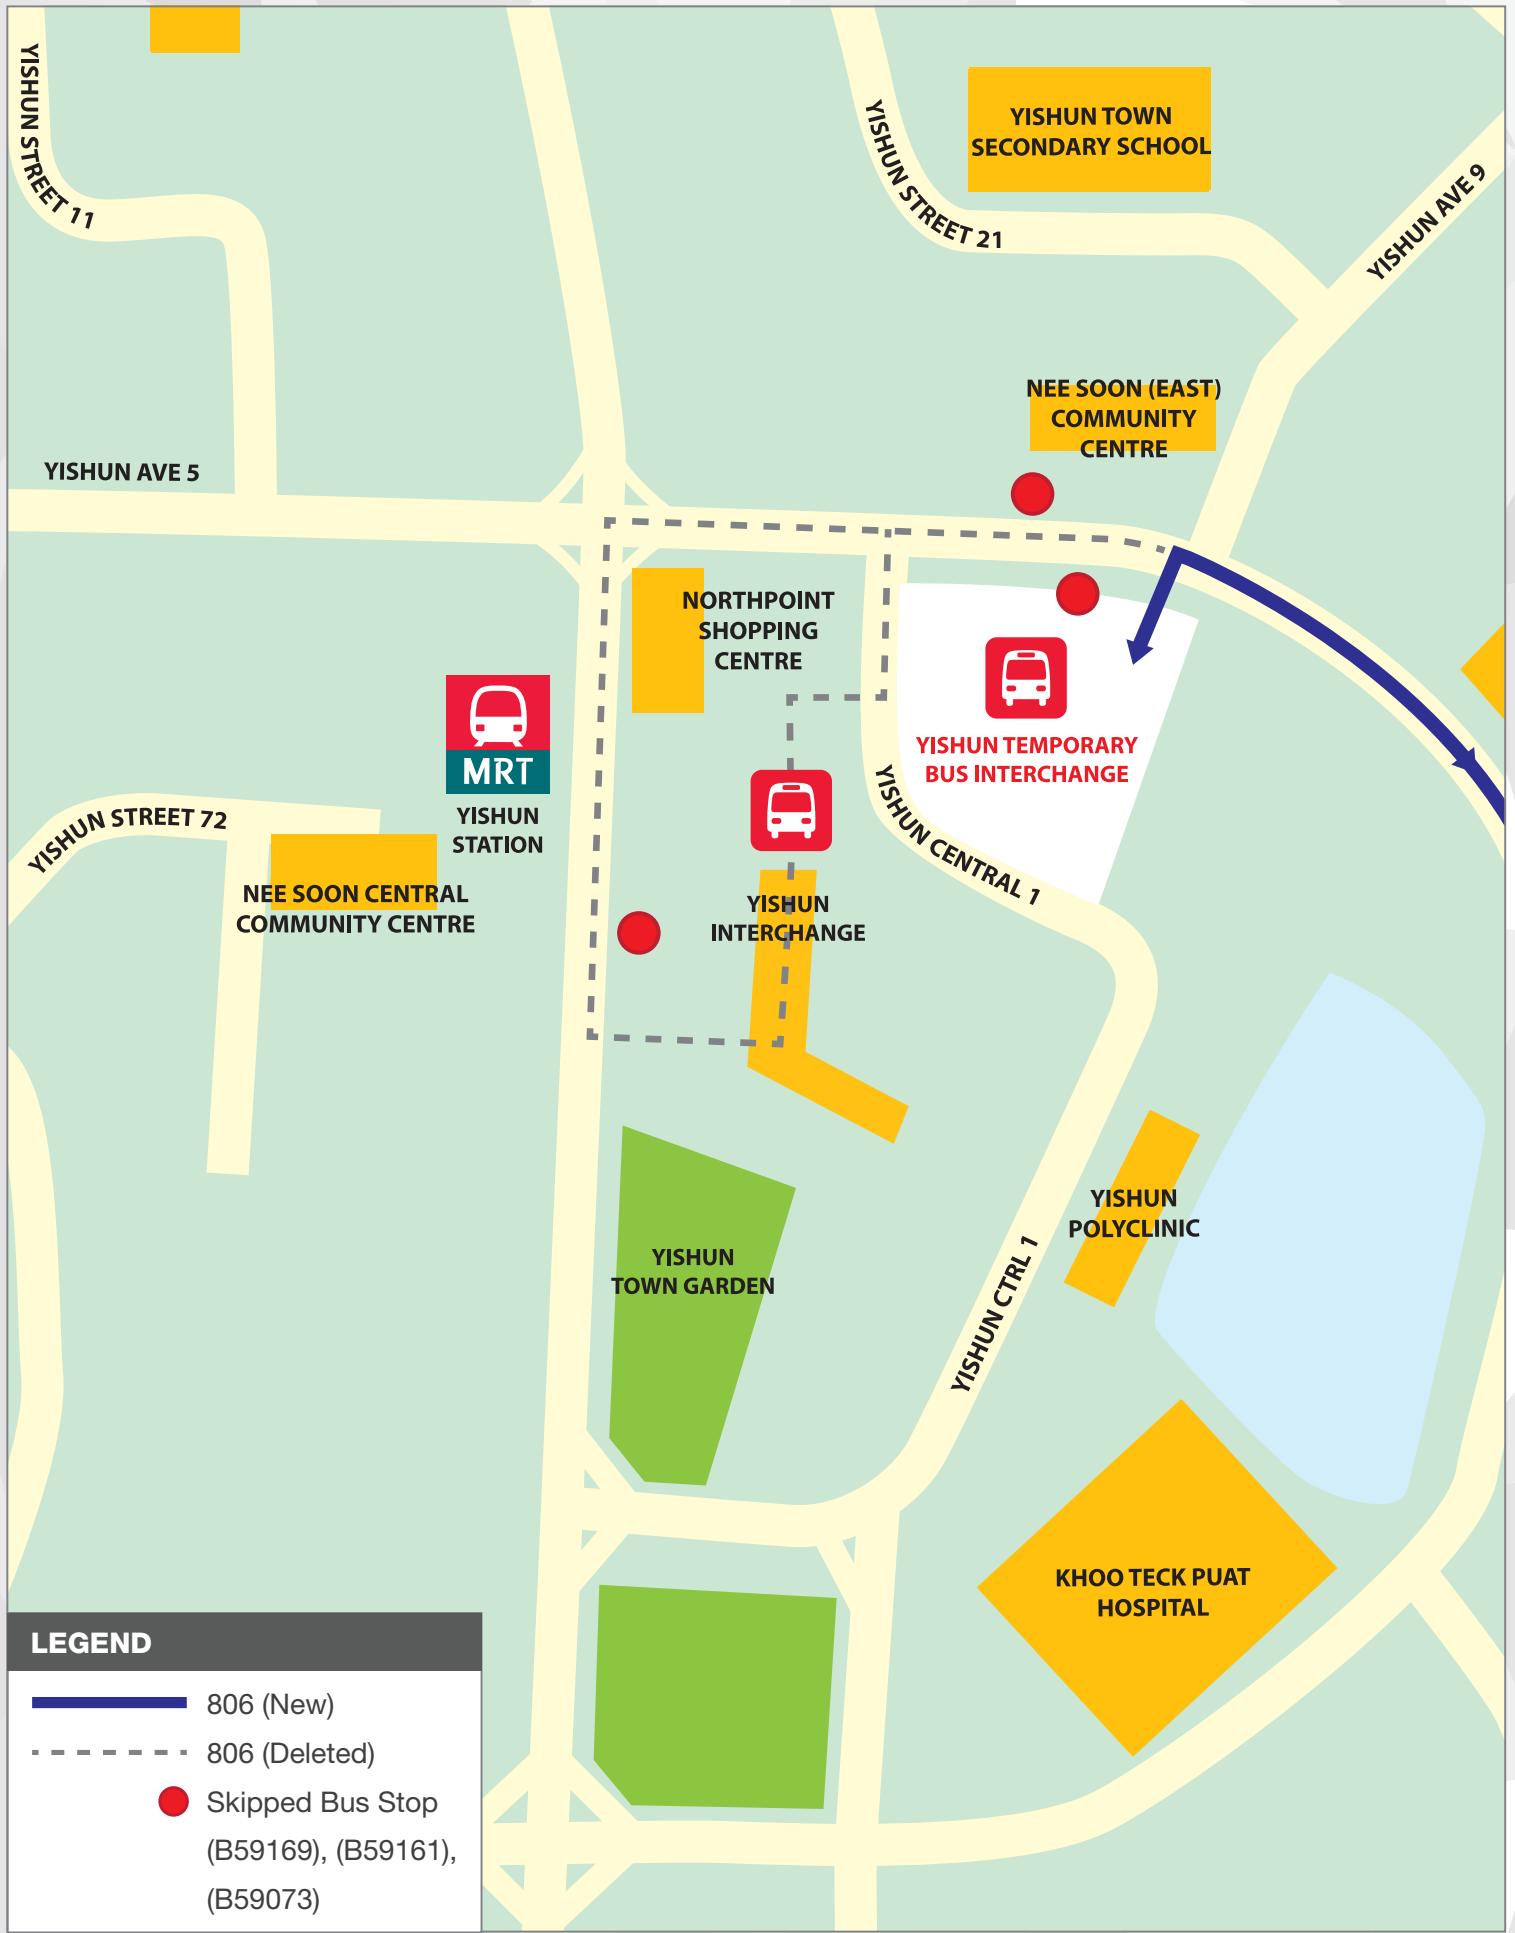 YISHUN STREET 11
YISHUN TOWN
SECONDARY SCHOOL
YISHUN STREET 21
YISHUN AVE 9
NEE SOON (EAST)
COMMUNITY
CENTRE
YISHUN AVE 5
NORTHPOINT
SHOPPING
CENTRE
MRT
YISHUN
STATION
YISHUN TEMPORARY
BUS INTERCHANGE
YISHUN STREET 72
YISHUN CENTRAL 1
NEE SOON CENTRAL
COMMUNITY CENTRE
YISHUN
INTERCHANGE
YISHUN
POLYCLINIC
YISHUN
TOWN GARDEN
YISHUN CTRL 1
KHOO TECK PUAT
HOSPITAL
LEGEND
806 (New)
806 (Deleted)
Skipped Bus Stop
(B59169), (B59161),
(B59073)